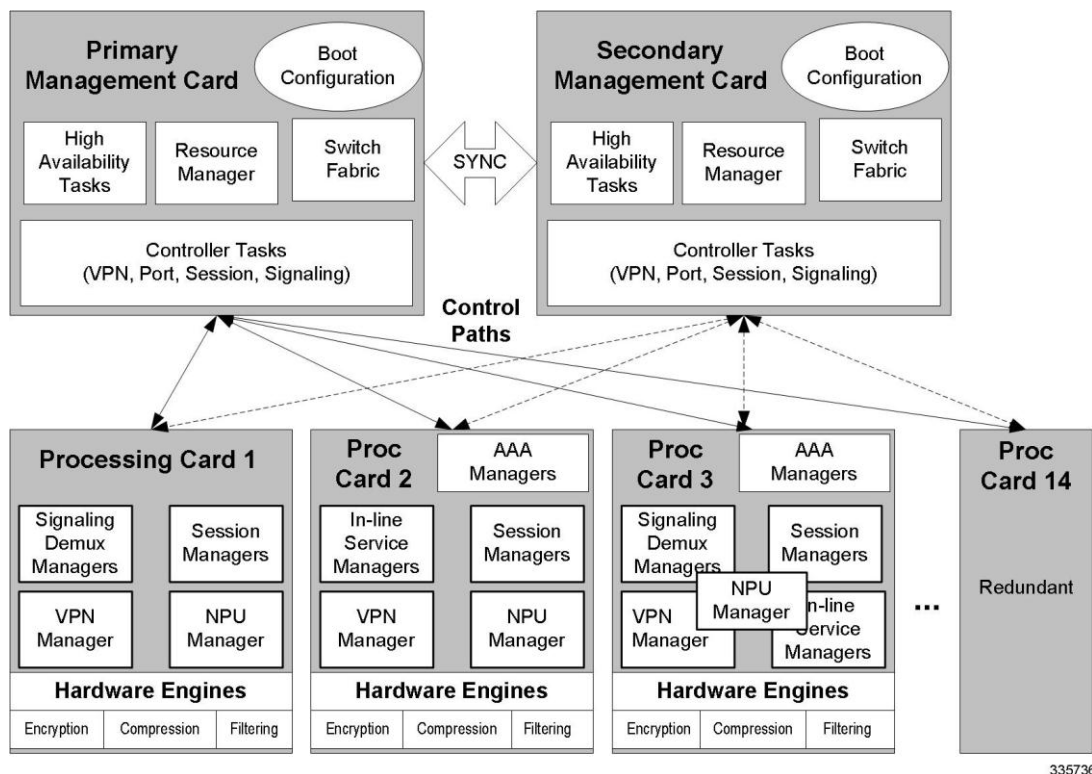 Primary
Management Card
Boot
Configuration
High
Availability
Tasks
Resource
Manager
Switch
Fabric
Controller Tasks
(VPN, Port, Session, Signaling)
SYNC
Secondary
Management Card
Boot
Configuration
High
Availability
Tasks
Resource
Manager
Switch
Fabric
Controller Tasks
(VPN, Port, Session, Signaling)
Control
Paths
Processing Card 1
Signaling
Demux
Managers
Session
Managers
VPN
Manager
NPU
Manager
Hardware Engines
Encryption
Compression
Filtering
Proc
Card 2
AAA
Managers
In-line
Service
Managers
Session
Managers
VPN
Manager
NPU
Manager
Hardware Engines
Encryption
Compression
Filtering
Proc
Card 3
AAA
Managers
Signaling
Demux
Managers
Session
Managers
NPU
Manager
VPN
Manager
n-line
Service
Managers
Hardware Engines
Encryption
Compression
Filtering
...
Proc
Card 14
Redundant
335736